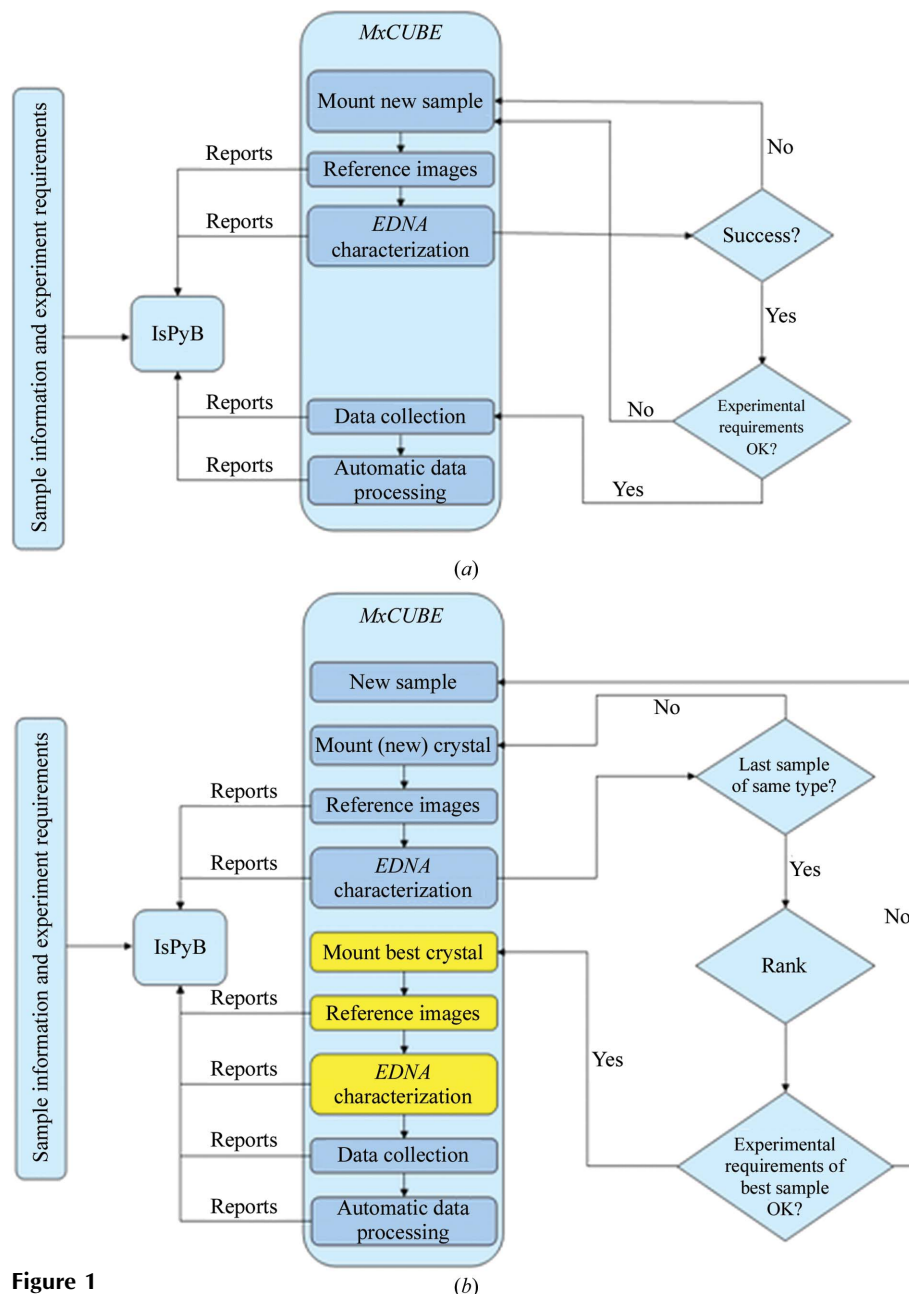 MxCUBE
Mount new sample
No
Reports
Reference images
Reports
EDNA
characterization
Success?
Sample information and experiment requirements
Yes
IsPyB
Reports
Data collection
No
Experimental
requirements
OK?
Reports
Automatic data
processing
Yes
(a)
MxCUBE
New sample
No
Mount (new) crystal
Last sample
of same type?
Reports
Reference images
Reports
EDNA
characterization
Yes
Sample information and experiment requirements
No
IsPyB
Mount best crystal
Rank
Reports
Reference images
Yes
Reports
EDNA
characterization
Reports
Data collection
Experimental
requirements of
best sample
OK?
Reports
Automatic data
processing
Figure 1
(b)